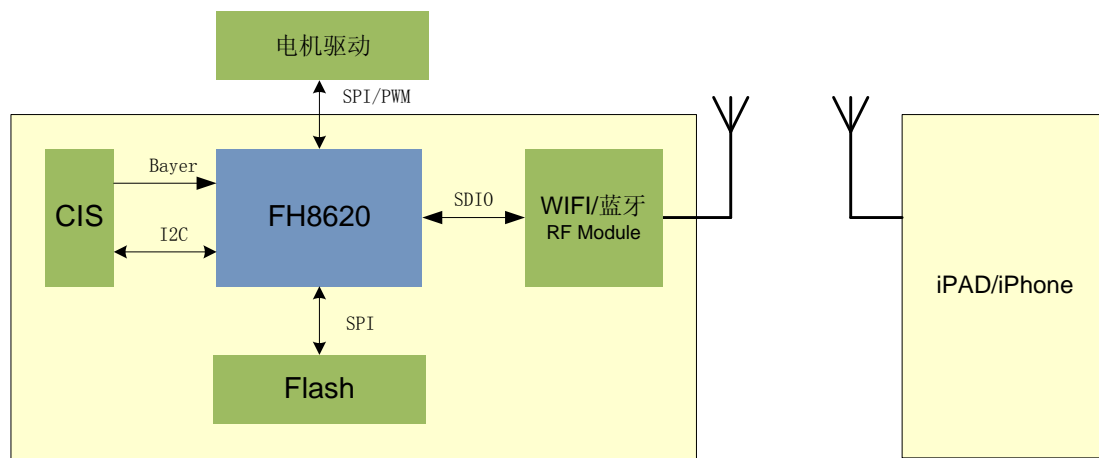 电机驱动
SPI/PWM
Bayer
CIS
FH8620
I2C
SDIO
WIFI/蓝牙
RF Module
iPAD/iPhone
SPI
Flash